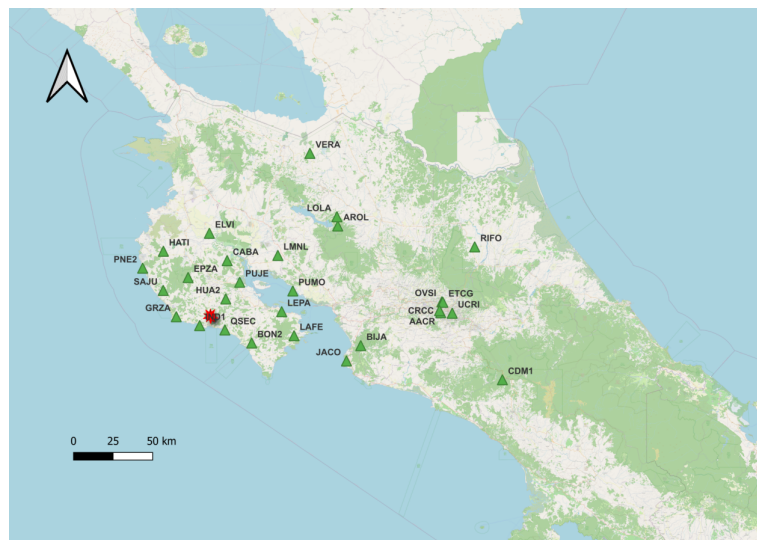 VERA
LOLA
AROL
ELVI
RIFO
HATI
LMNL
CABA
PNE2
EPZA
PUJE
SAJU
PUMO
HUA2
OVSI
ETCG
GRZA
LEPA
CRCC
UCRI
AACR
QSEC
BON2
LAFE
BIJA
JACO
CDM1
0 25 50 km